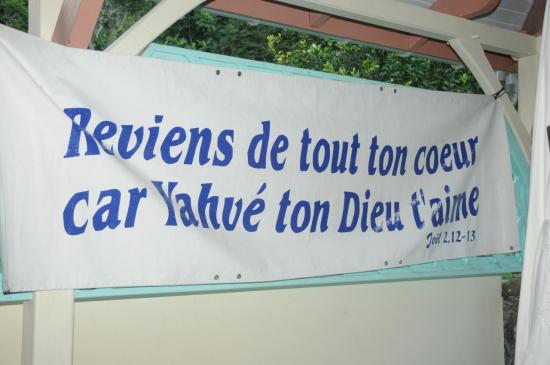 Reviens de tout ton coeur
car Yahvé ton Dieu t'aime
Joël 2,12-13